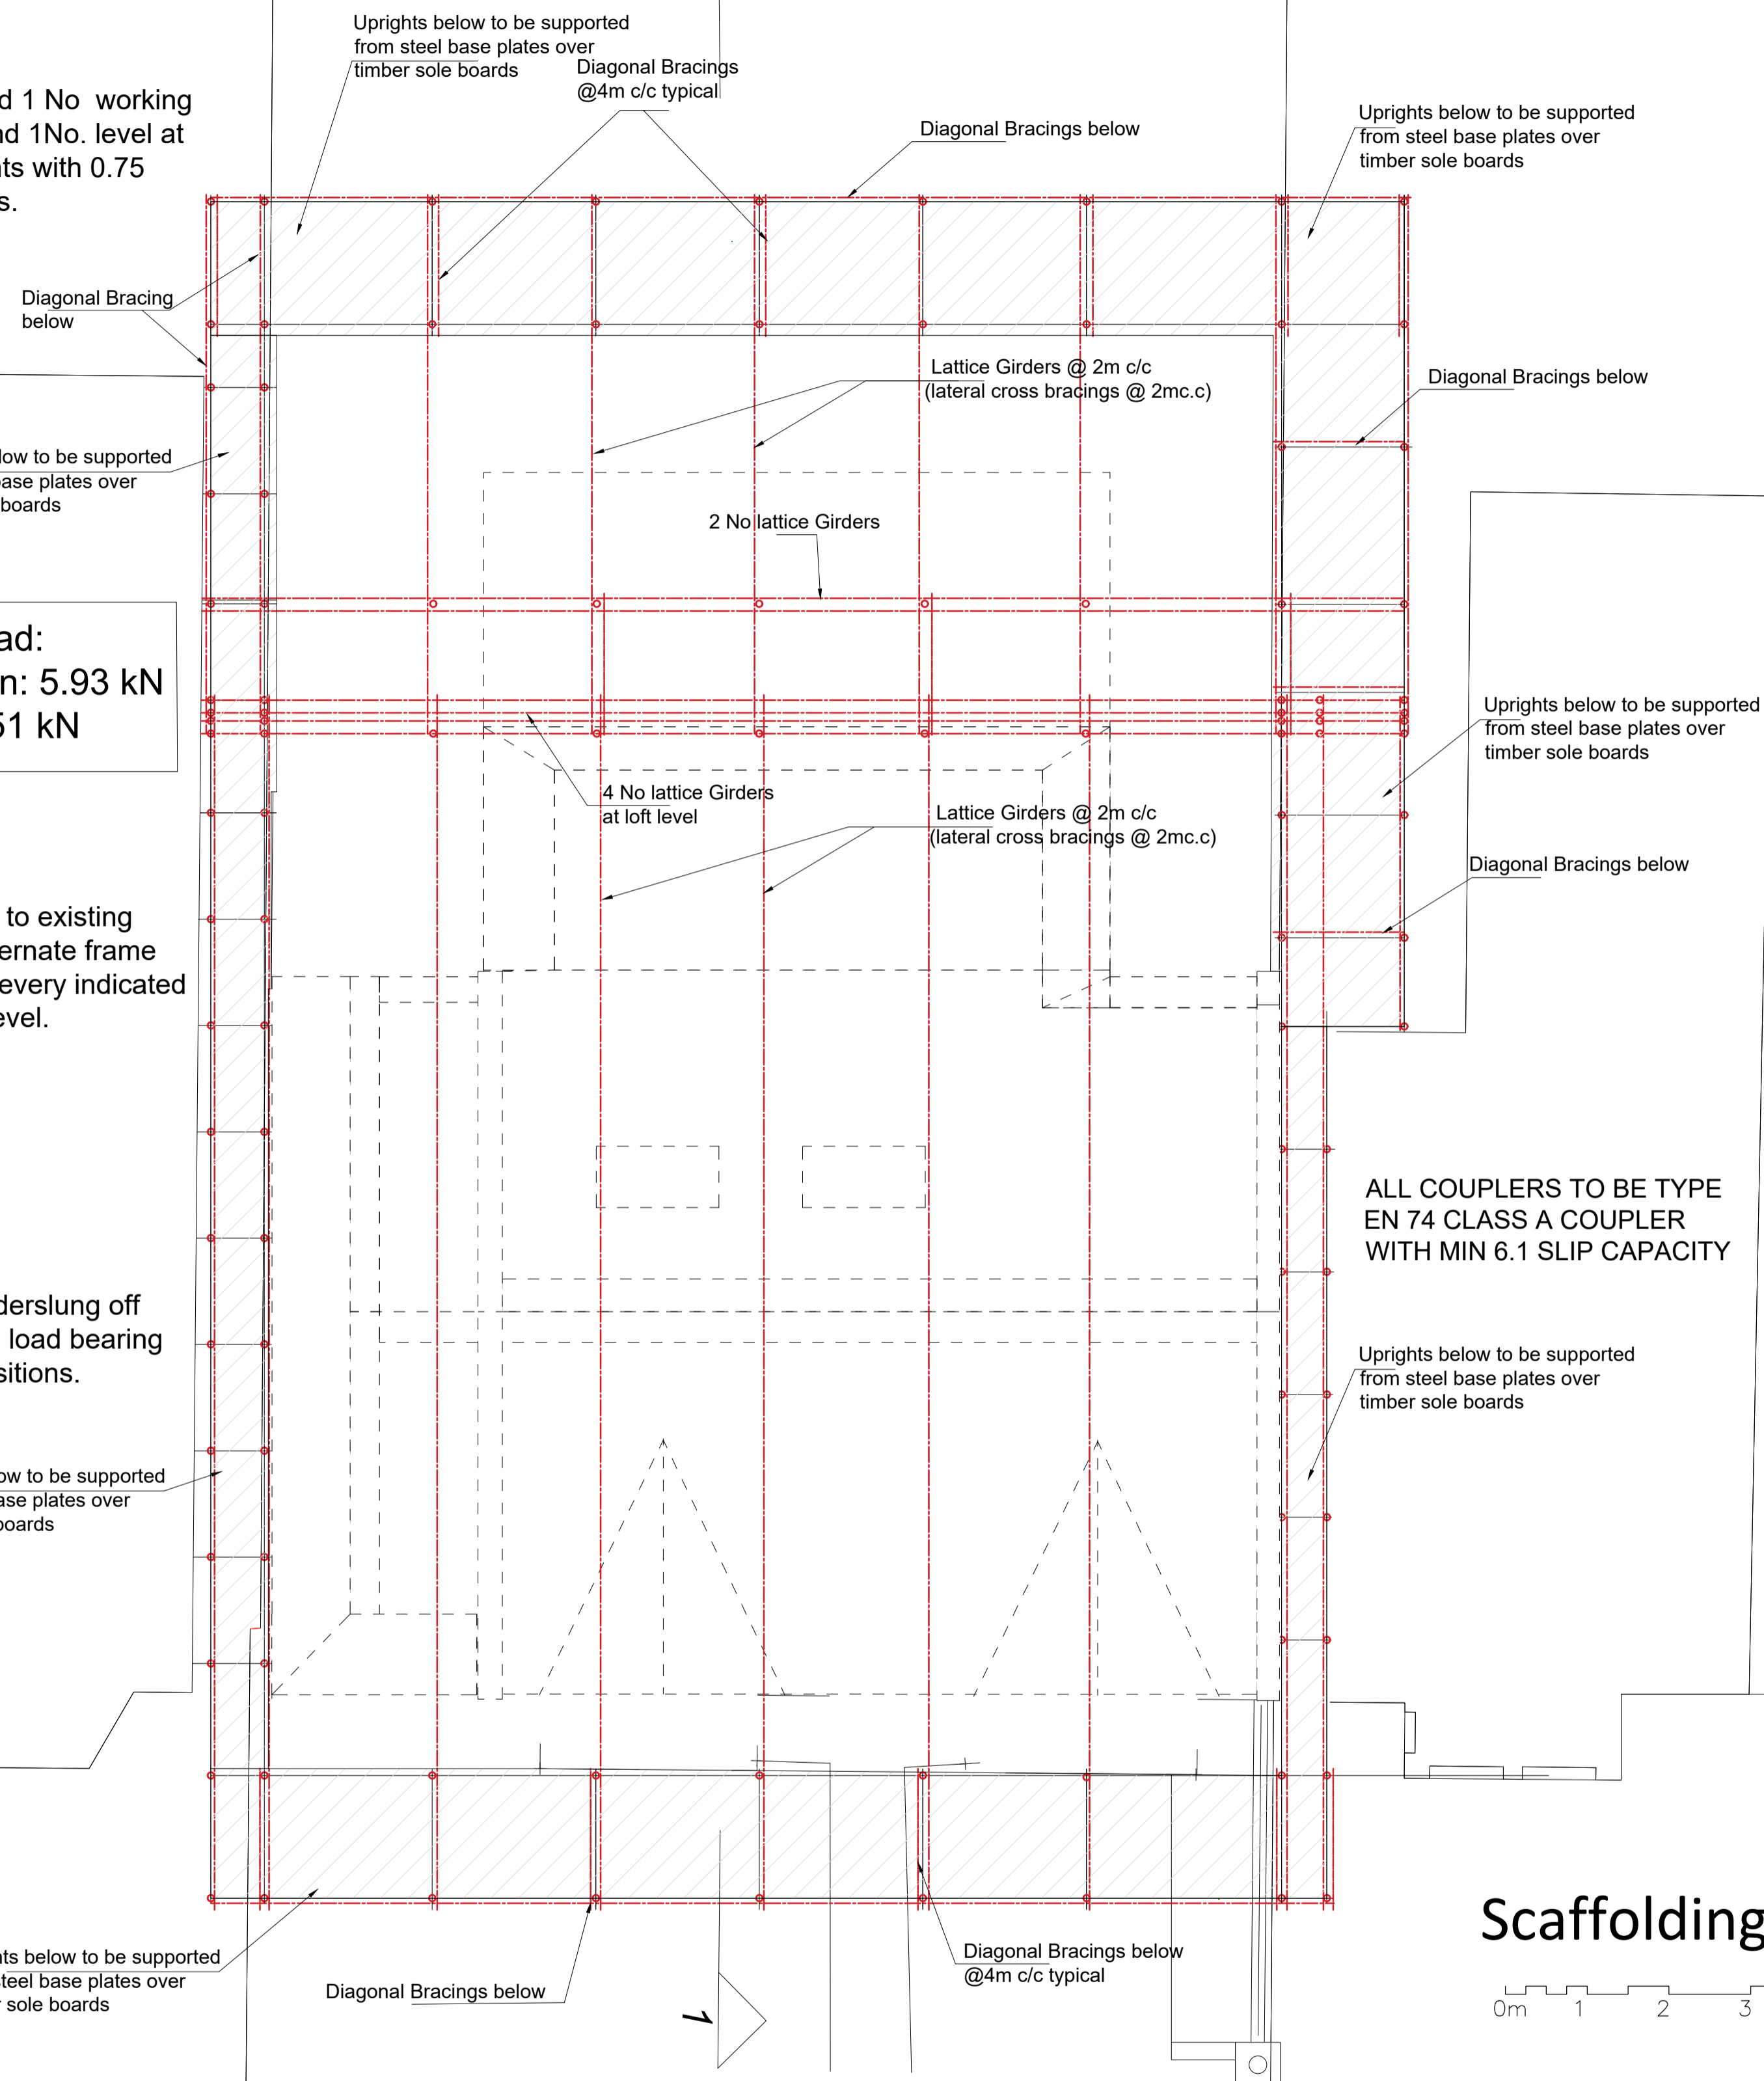 Uprights below to be supported
from steel base plates over
timber sole boards
Diagonal Bracings
@4m c/c typical
d 1 No working
nd 1No. level at
nts with 0.75
s.
Diagonal Bracings below
Uprights below to be supported
from steel base plates over
timber sole boards
Diagonal Bracing
below
Lattice Girders @ 2m c/c
(lateral cross bracings @ 2mc.c)
Diagonal Bracings below
low to be supported
base plates over
boards
2 No lattice Girders
ad:
n: 5.93 kN
51 kN
Uprights below to be supported
from steel base plates over
timber sole boards
4 No lattice Girders
at loft level
Lattice Girders @ 2m c/c
(lateral cross bracings @ 2mc.c)
Diagonal Bracings below
to existing
ternate frame
every indicated
evel.
ALL COUPLERS TO BE TYPE
EN 74 CLASS A COUPLER
WITH MIN 6.1 SLIP CAPACITY
derslung off
load bearing
sitions.
Uprights below to be supported
from steel base plates over
timber sole boards
ow to be supported
ase plates over
boards
Scaffolding
0m 1 2 3
Diagonal Bracings below
@4m c/c typical
nts below to be supported
steel base plates over
r sole boards
Diagonal Bracings below
1